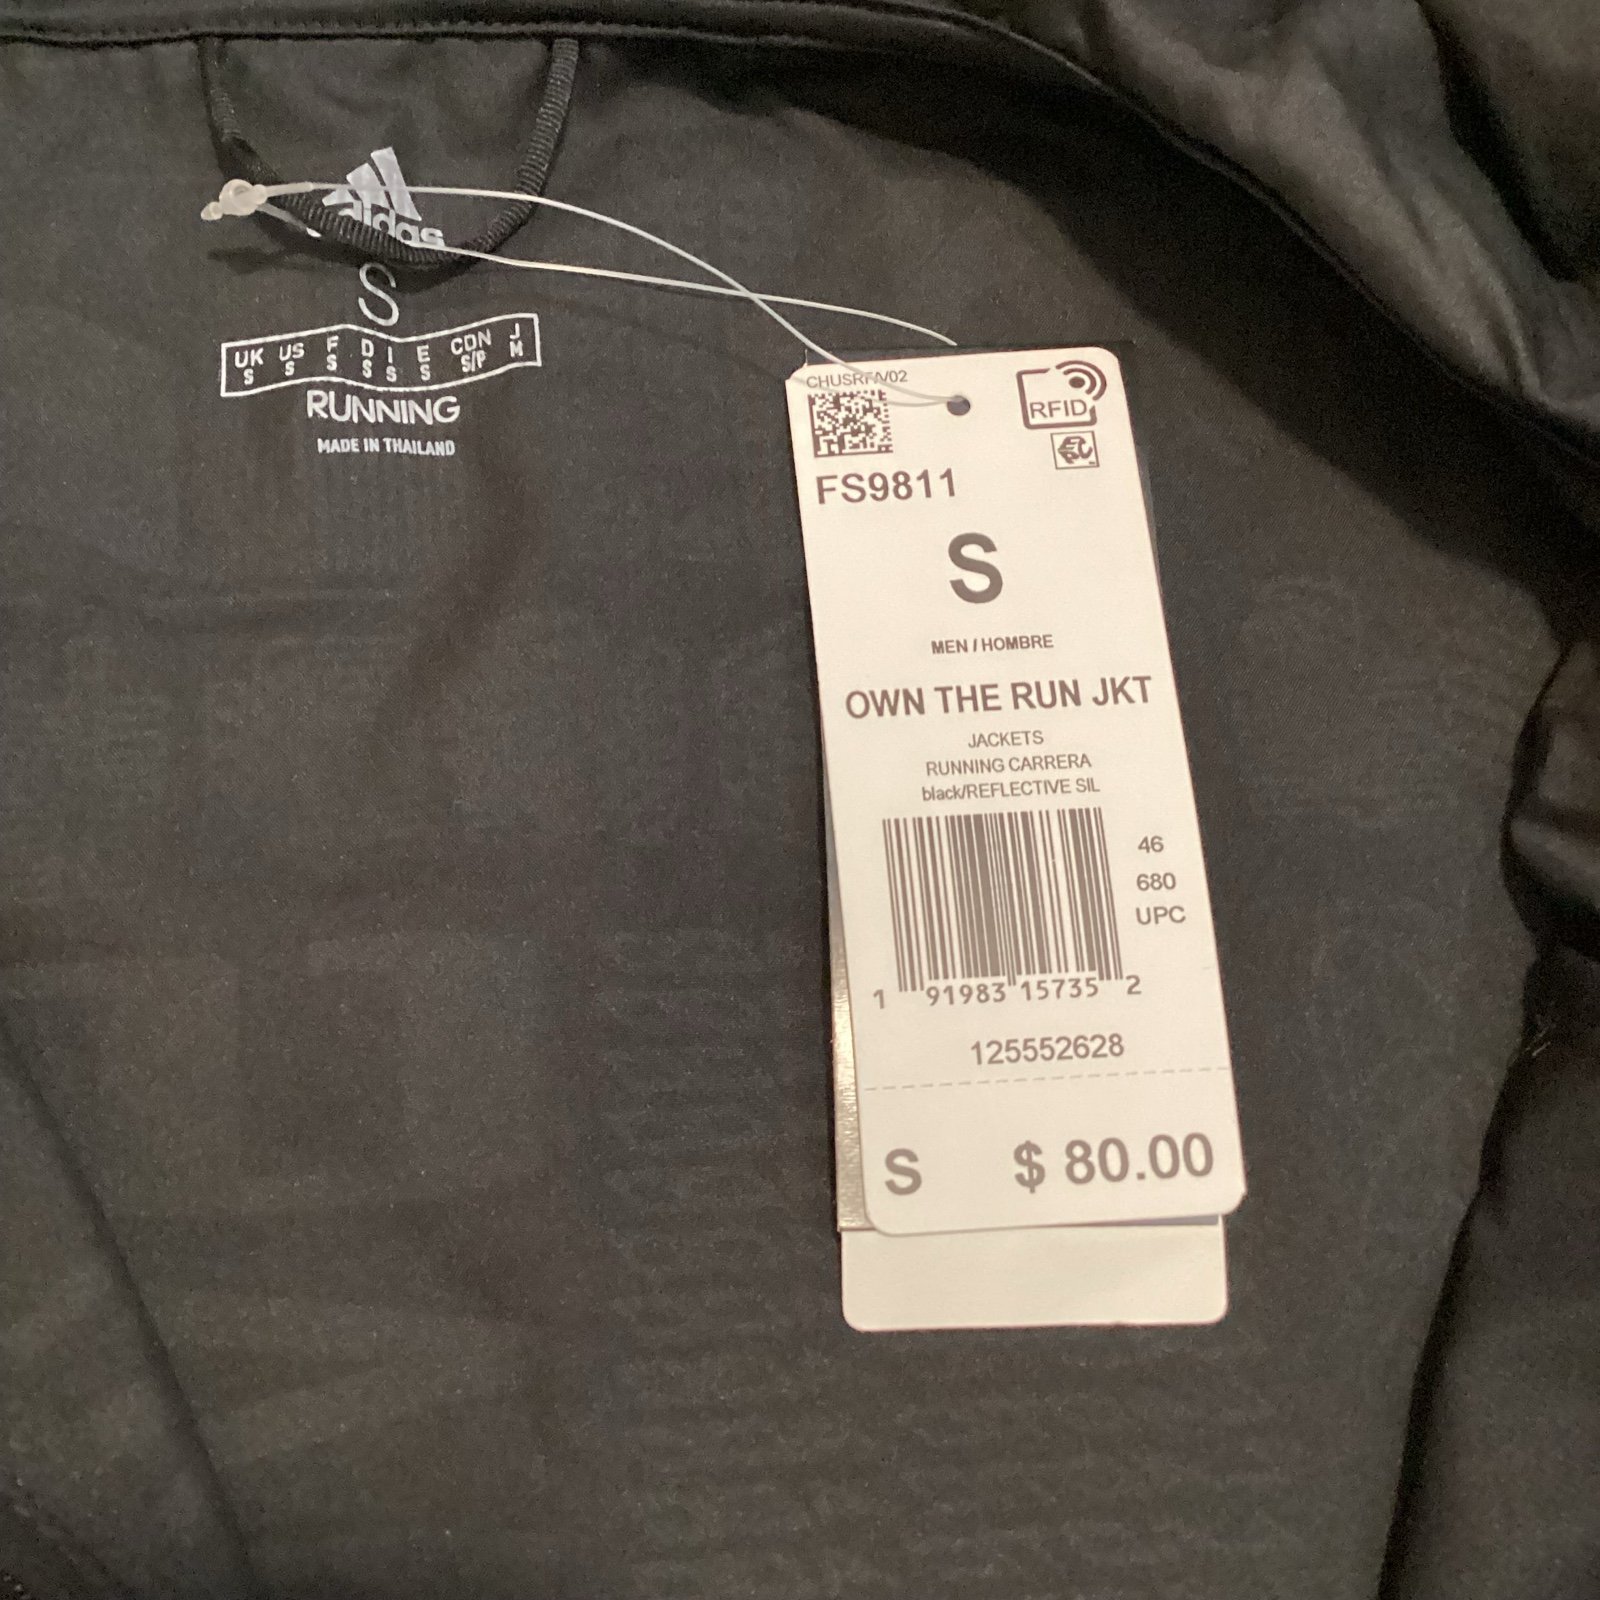 adidas
S
UK US F D I E CDN J
S S S S S S S/P M
RUNNING
MADE IN THAILAND
RFID
FS9811
S
MEN / HOMBRE
OWN THE RUN JKT
JACKETS
RUNNING CARRERA
black/REFLECTIVE SIL
46
680
UPC
1 91983 15735 2
125552628
S $ 80.00